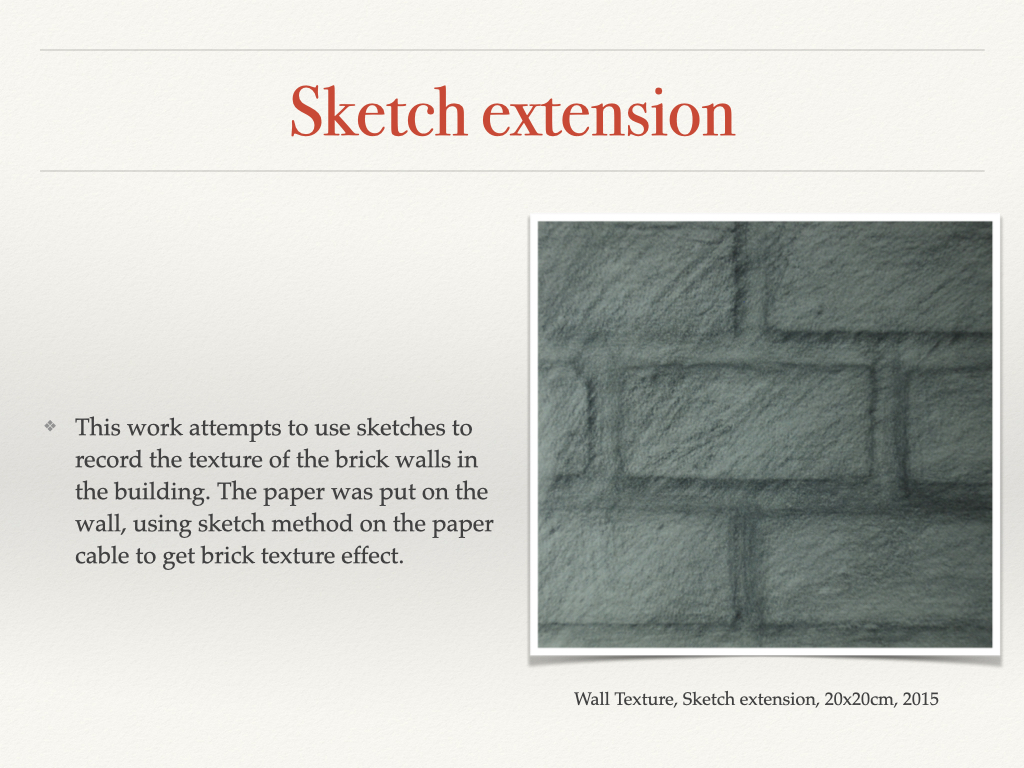 Sketch extension
This work attempts to use sketches to
record the texture of the brick walls in
the building. The paper was put on the
wall, using sketch method on the paper
cable to get brick texture effect.
Wall Texture, Sketch extension, 20x20cm, 2015